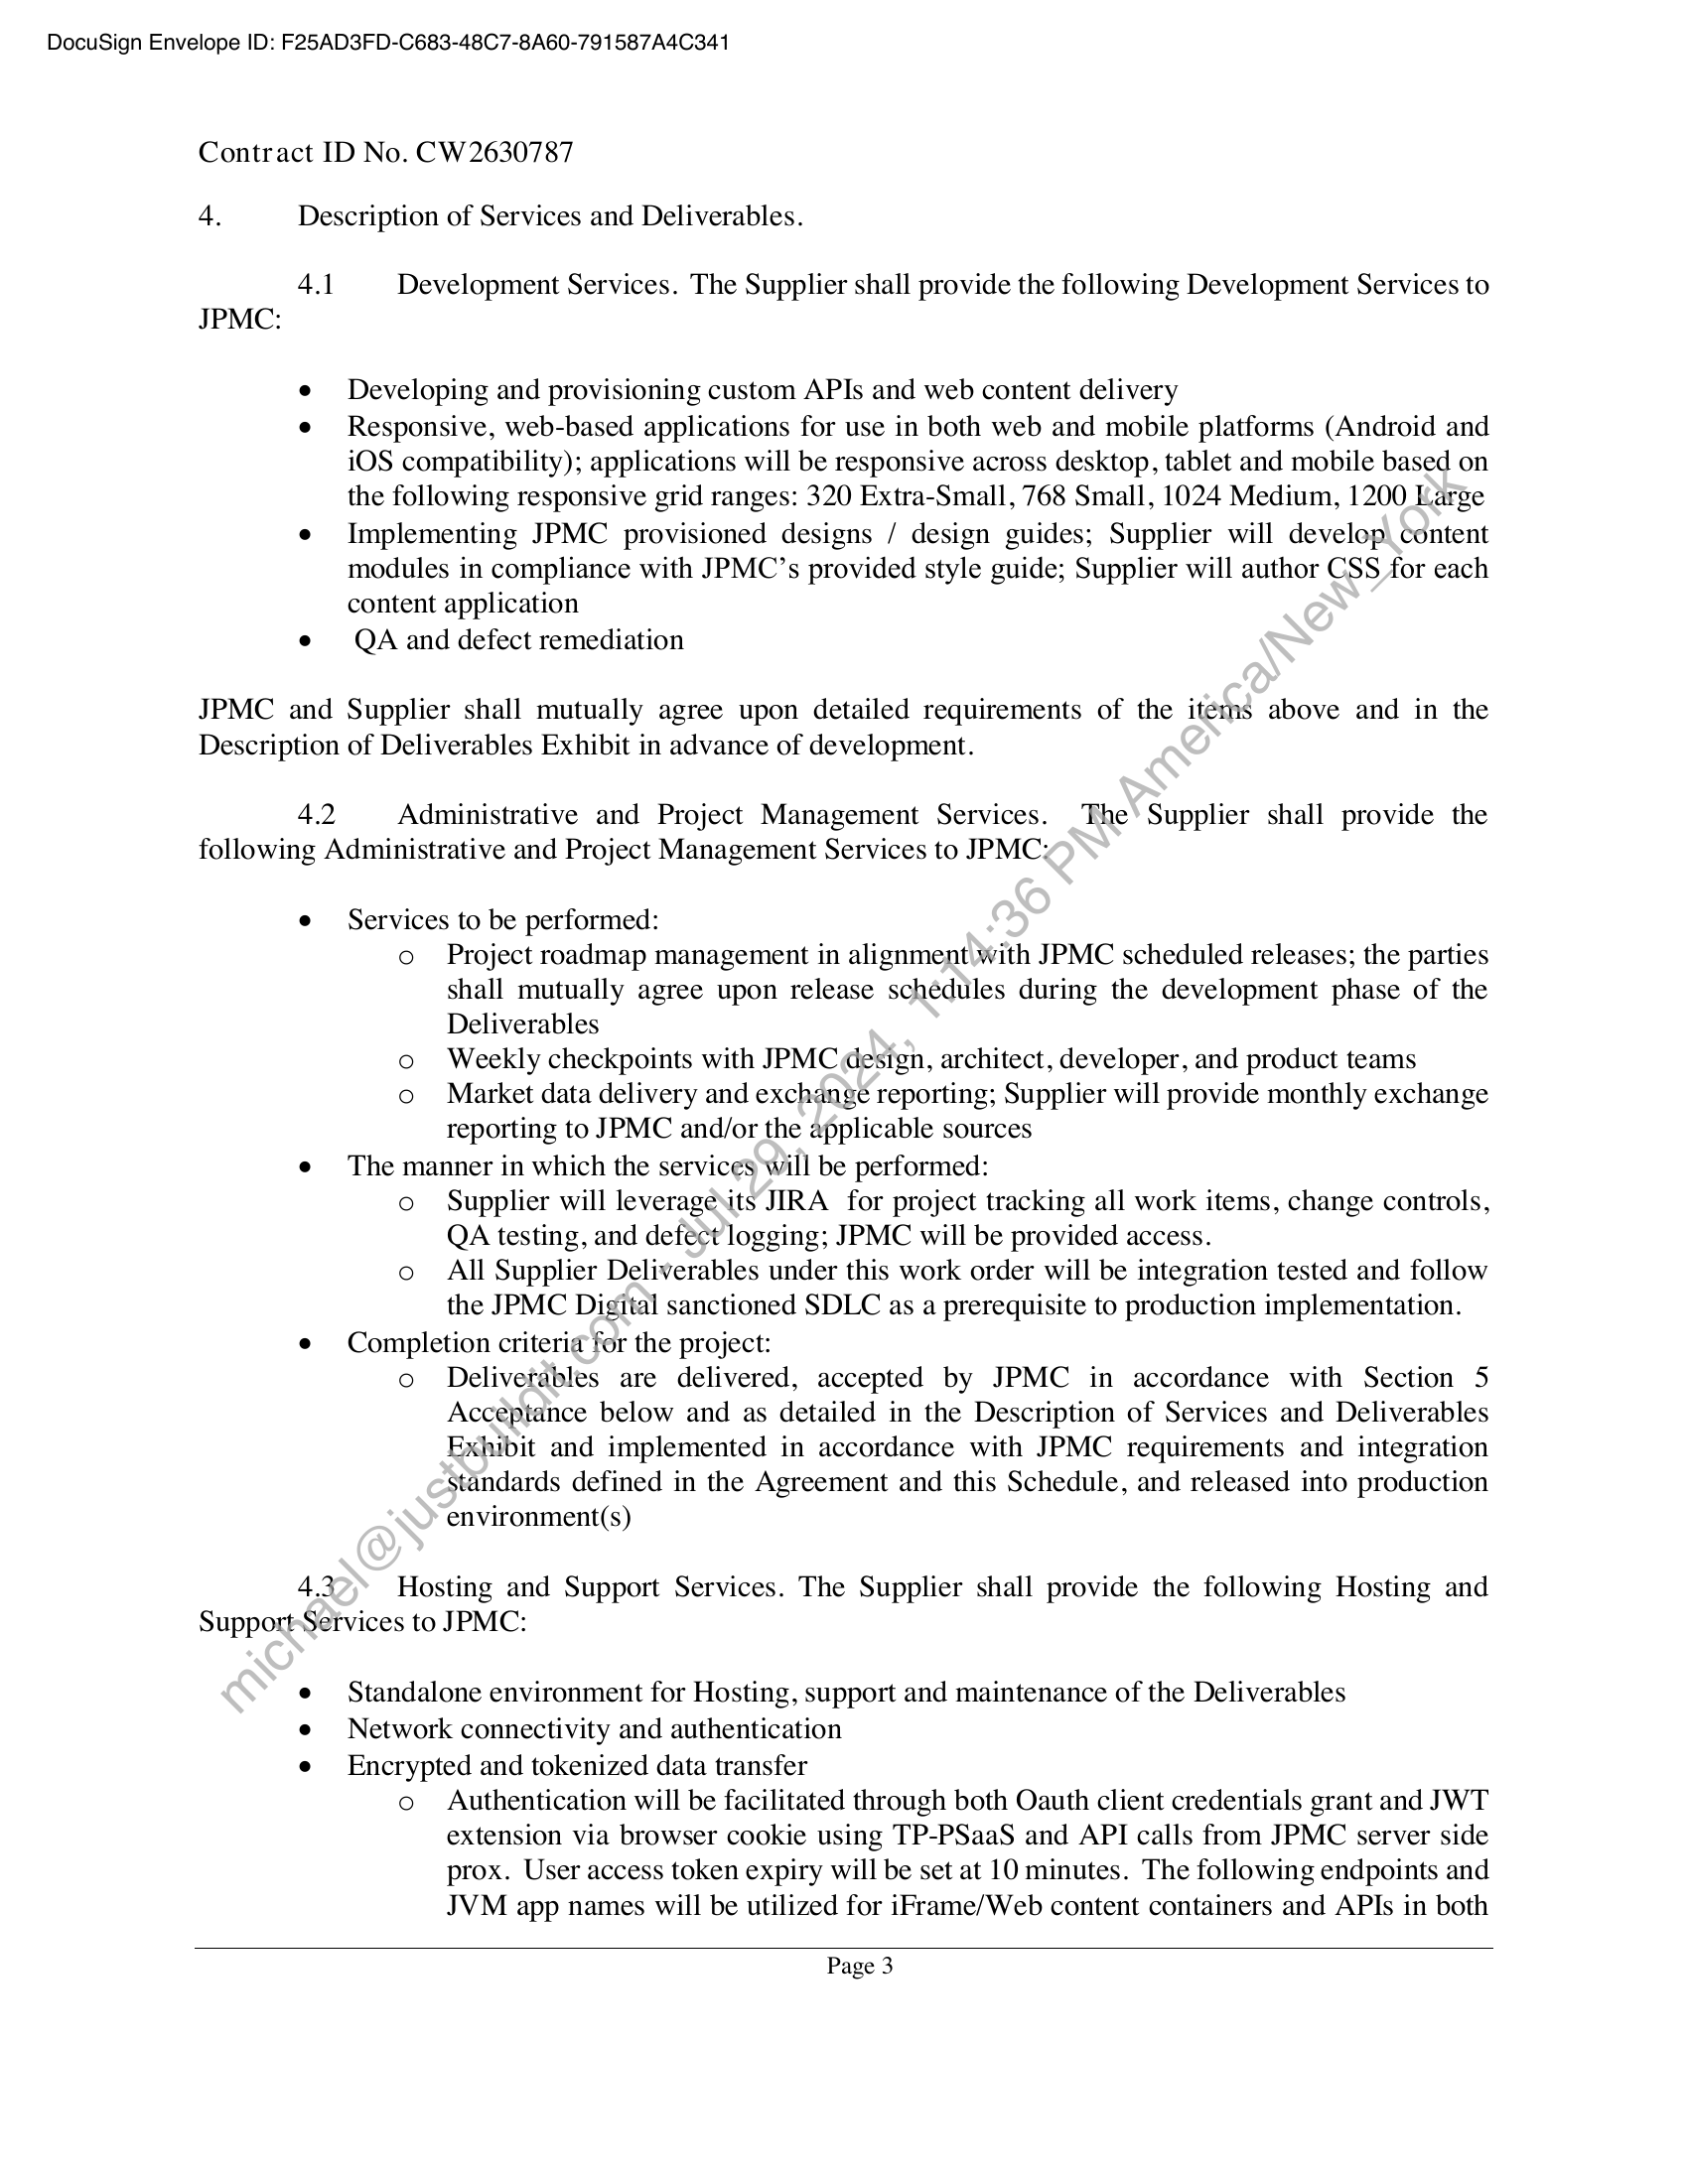 DocuSign Envelope ID: F25AD3FD-C683-48C7-8A60-791587A4C341
Contract ID No. CW2630787
4. Description of Services and Deliverables.
4.1 Development Services. The Supplier shall provide the following Development Services to
JPMC:
• Developing and provisioning custom APIs and web content delivery
• Responsive, web-based applications for use in both web and mobile platforms (Android and
iOS compatibility); applications will be responsive across desktop, tablet and mobile based on
the following responsive grid ranges: 320 Extra-Small, 768 Small, 1024 Medium, 1200 Large
• Implementing JPMC provisioned designs / design guides; Supplier will develop content
modules in compliance with JPMC’s provided style guide; Supplier will author CSS for each
content application
• QA and defect remediation
JPMC and Supplier shall mutually agree upon detailed requirements of the items above and in the
Description of Deliverables Exhibit in advance of development.
4.2 Administrative and Project Management Services. The Supplier shall provide the
following Administrative and Project Management Services to JPMC:
• Services to be performed:
o Project roadmap management in alignment with JPMC scheduled releases; the parties
shall mutually agree upon release schedules during the development phase of the
Deliverables
o Weekly checkpoints with JPMC design, architect, developer, and product teams
o Market data delivery and exchange reporting; Supplier will provide monthly exchange
reporting to JPMC and/or the applicable sources
• The manner in which the services will be performed:
o Supplier will leverage its JIRA for project tracking all work items, change controls,
QA testing, and defect logging; JPMC will be provided access.
o All Supplier Deliverables under this work order will be integration tested and follow
the JPMC Digital sanctioned SDLC as a prerequisite to production implementation.
• Completion criteria for the project:
o Deliverables are delivered, accepted by JPMC in accordance with Section 5
Acceptance below and as detailed in the Description of Services and Deliverables
Exhibit and implemented in accordance with JPMC requirements and integration
standards defined in the Agreement and this Schedule, and released into production
environment(s)
4.3 Hosting and Support Services. The Supplier shall provide the following Hosting and
Support Services to JPMC:
• Standalone environment for Hosting, support and maintenance of the Deliverables
• Network connectivity and authentication
• Encrypted and tokenized data transfer
o Authentication will be facilitated through both Oauth client credentials grant and JWT
extension via browser cookie using TP-PSaaS and API calls from JPMC server side
prox. User access token expiry will be set at 10 minutes. The following endpoints and
JVM app names will be utilized for iFrame/Web content containers and APIs in both
Page 3
michael@justbuildit.com - Jul 29, 2024, 1:14:36 PM America/New_York